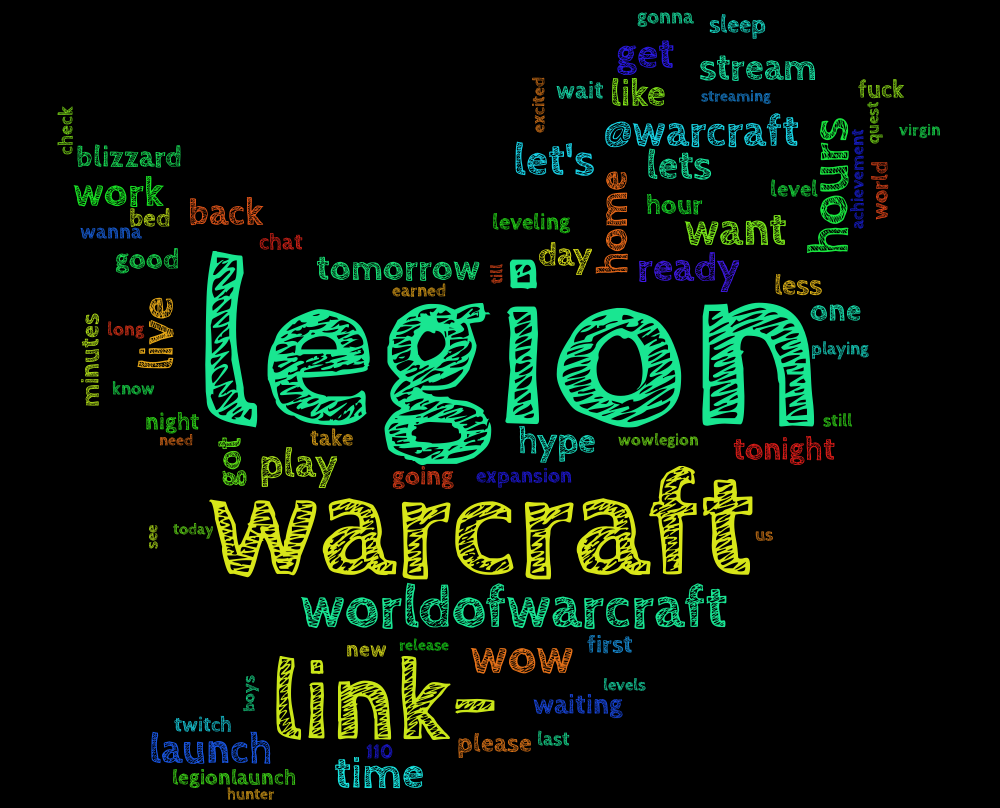 gonna
sleep
get
stream
excited
wait
like
streaming
fuck
check
@warcraft
quest
virgin
blizzard
let's
lets
hours
achievement
world
work
level
bed
back
home
hour
wanna
leveling
want
chat
day
good
tomorrow
till
ready
earned
less
legion
one
minutes
long
live
playing
know
night
still
need
take
hype
wowlegion
tonight
got
play
going
expansion
warcraft
see
today
us
worldofwarcraft
new
release
wow
first
link-
boys
levels
waiting
twitch
launch
110
please
last
legionlaunch
time
hunter